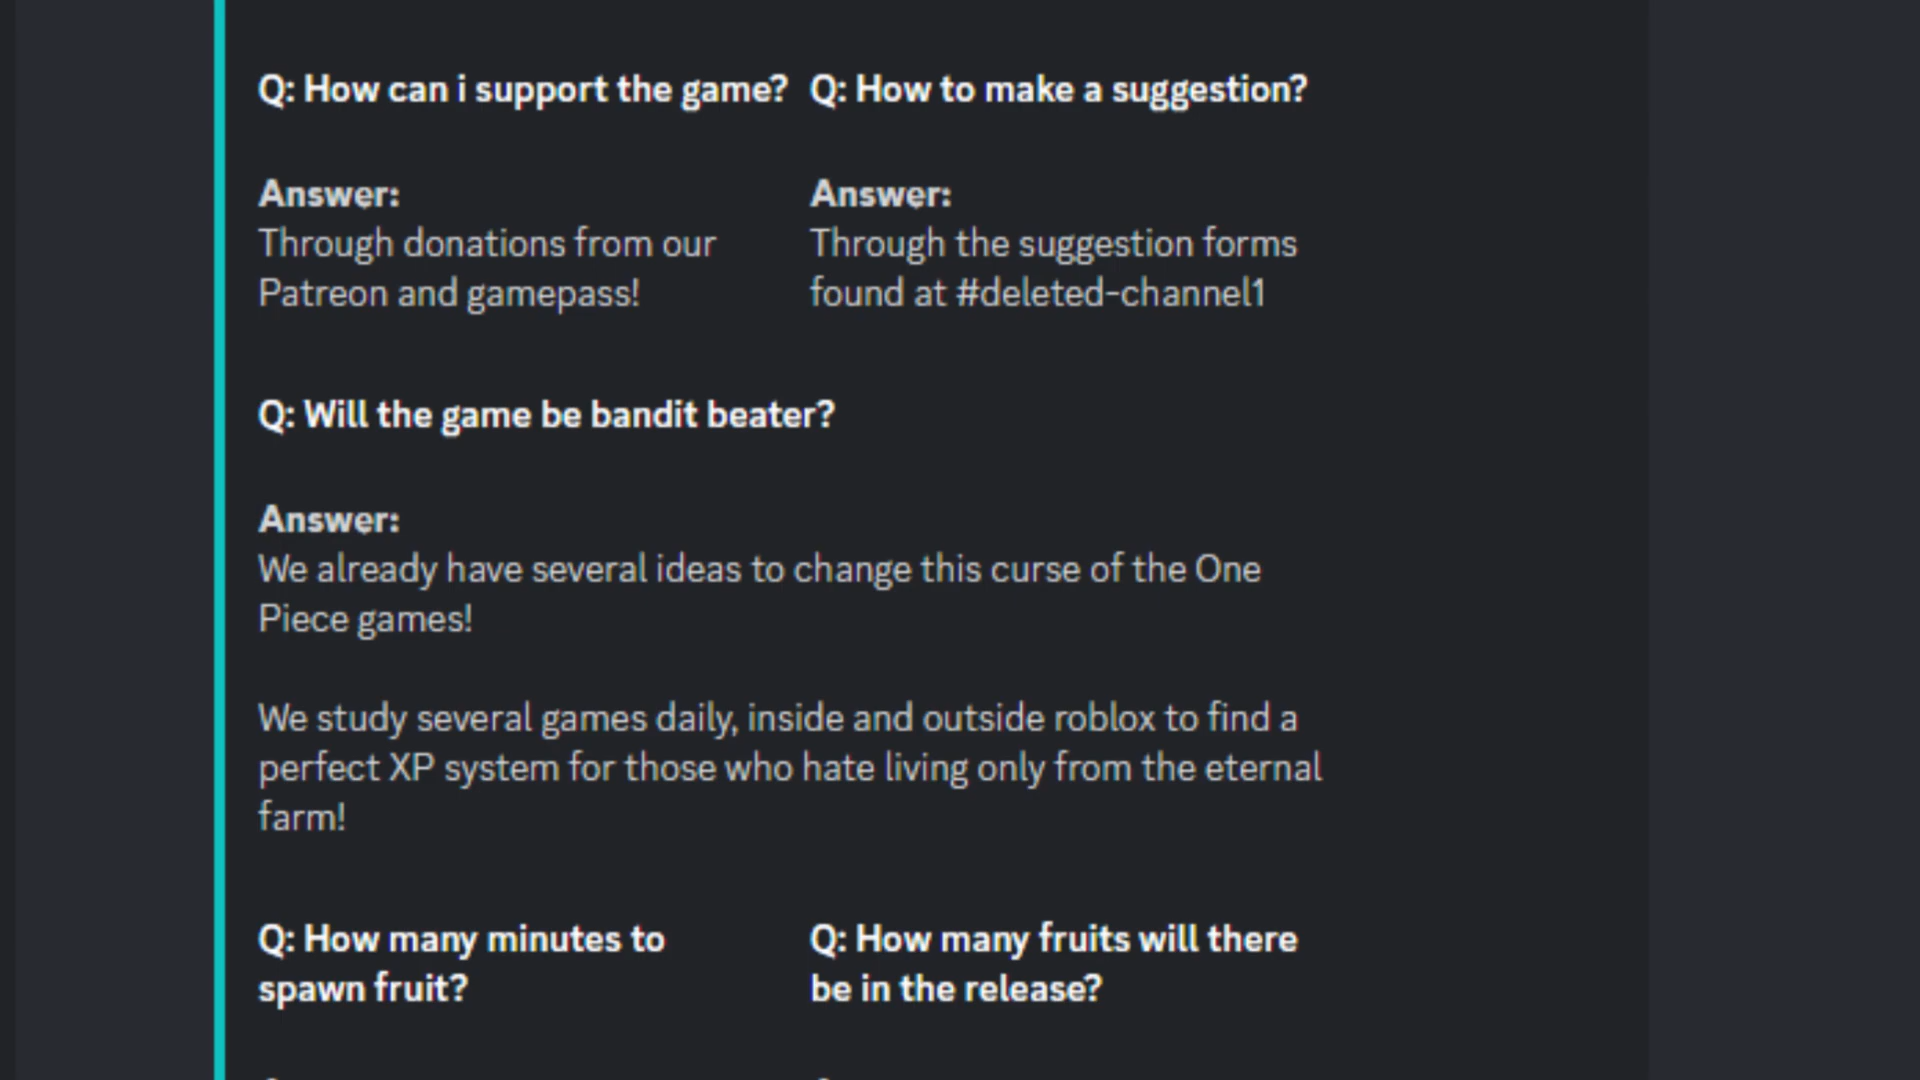 Q: How can i support the game?
Answer:
Through donations from our
Patreon and gamepass!
Q: How to make a suggestion?
Answer:
Through the suggestion forms
found at #deleted-channel1
Q: Will the game be bandit beater?
Answer:
We already have several ideas to change this curse of the One
Piece games!
We study several games daily, inside and outside roblox to find a
perfect XP system for those who hate living only from the eternal
farm!
Q: How many minutes to
spawn fruit?
Q: How many fruits will there
be in the release?